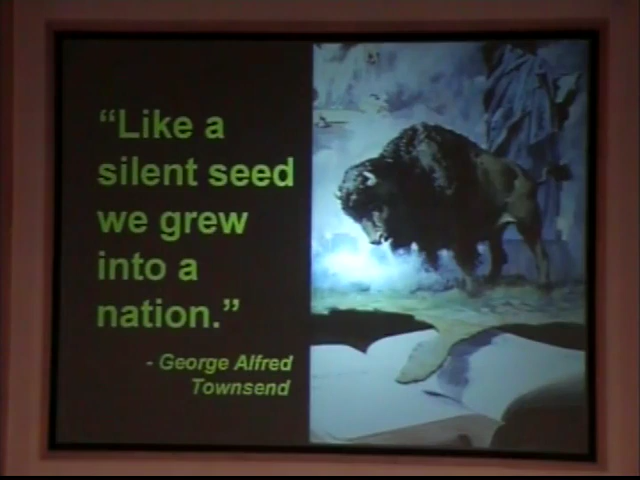 “Like a
silent seed
we grew
into a
nation.”
- George Alfred
Townsend